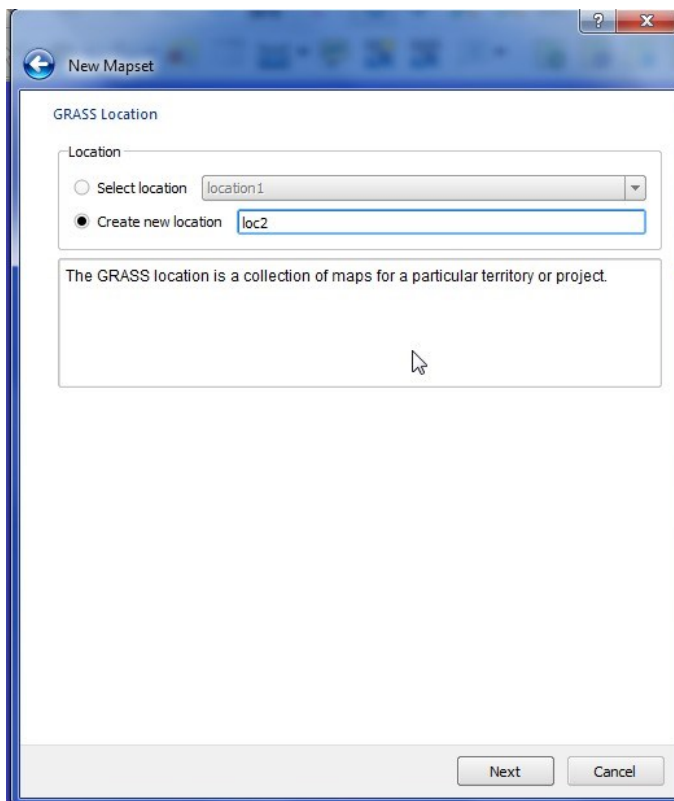 ?
X
New Mapset
GRASS Location
Location
Select location location1
Create new location loc2
The GRASS location is a collection of maps for a particular territory or project.
Next Cancel